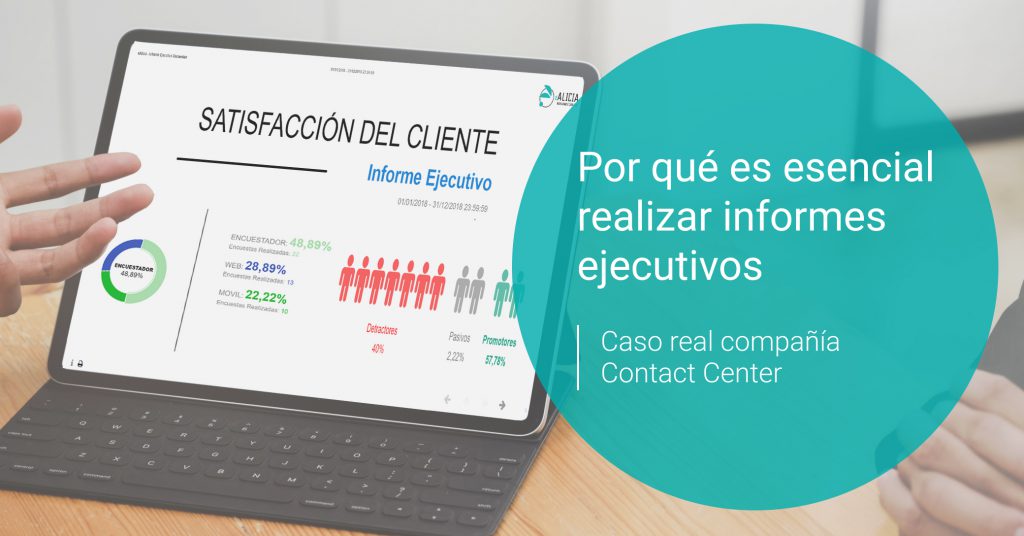 SATISFACCIÓN DEL CLIENTE
Informe Ejecutivo
01/01/2018 - 31/12/2018 23:59:59
ALICIA
ENCUESTADOR
48,89%
ENCUESTADOR: 48,89%
Encuestas Realizadas: 22
WEB: 28,89%
Encuestas Realizadas: 13
MOVIL: 22,22%
Encuestas Realizadas: 10
Detractores
40%
Pasivos
2,22%
Promotores
57,78%
Por qué es esencial
realizar informes
ejecutivos
Caso real compañía
Contact Center